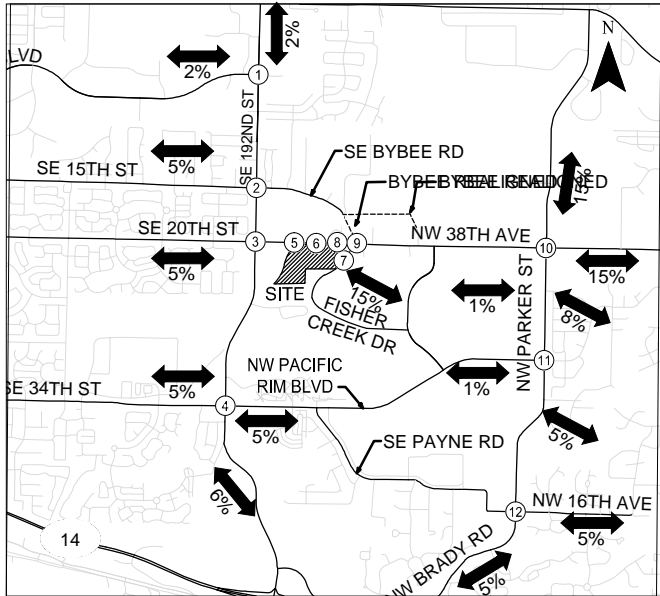 2%
LVD
2%
1
N
SE 192ND ST
5%
SE BYBEE RD
SE 15TH ST
15%
2
SE 20TH ST
NW 38TH AVE
3
5
6
8
9
10
7
5%
15%
SITE
15%
1%
8%
FISHER
CREEK DR
NW PARKER ST
NW PACIFIC
RIM BLVD
11
1%
5%
SE 34TH ST
4
5%
5%
SE PAYNE RD
6%
NW 16TH AVE
12
14
5%
NW BRADY RD
5%